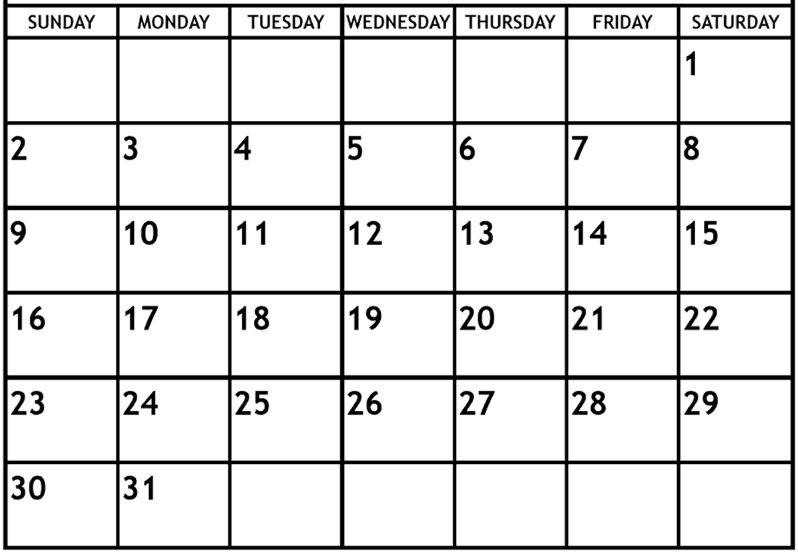 SUNDAY MONDAY TUESDAY WEDNESDAY THURSDAY FRIDAY SATURDAY
1
2 3 4 5 6 7 8
9 10 11 12 13 14 15
16 17 18 19 20 21 22
23 24 25 26 27 28 29
30 31